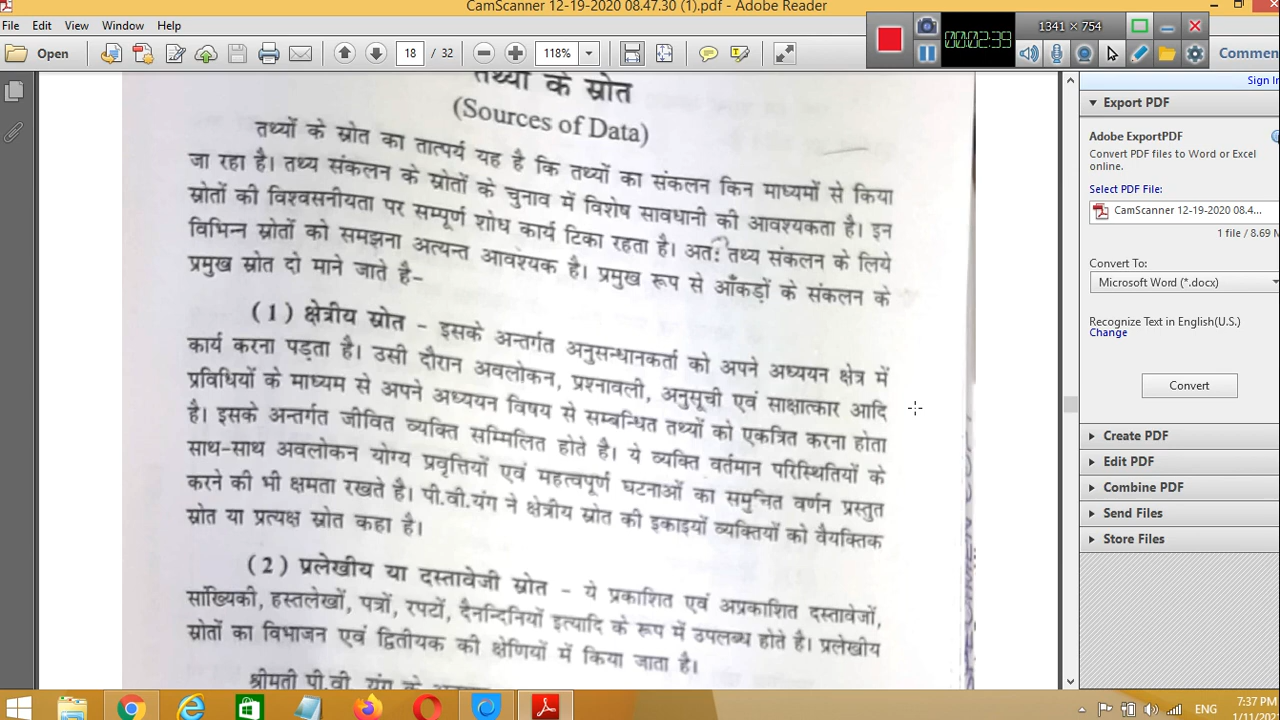 CamScanner 12-19-2020 08.47.30 (1).pdf - Adobe Reader
File Edit View Window Help
1341 × 754
Open 18 / 32 118% 00:02:39 Comment
तथ्यों के स्रोत
(Sources of Data)
तथ्यों के स्रोत का तात्पर्य यह है कि तथ्यों का संकलन किन माध्यमों से किया
जा रहा है। तथ्य संकलन के स्रोतों के चुनाव में विशेष सावधानी की आवश्यकता है। इन
स्रोतों की विश्वसनीयता पर सम्पूर्ण शोध कार्य टिका रहता है। अतः तथ्य संकलन के लिये
विभिन्न स्रोतों को समझना अत्यन्त आवश्यक है। प्रमुख रूप से आँकड़ों के संकलन के
प्रमुख स्रोत दो माने जाते है-
(1) क्षेत्रीय स्रोत - इसके अन्तर्गत अनुसन्धानकर्ता को अपने अध्ययन क्षेत्र में
कार्य करना पड़ता है। उसी दौरान अवलोकन, प्रश्नावली, अनुसूची एवं साक्षात्कार आदि
प्रविधियों के माध्यम से अपने अध्ययन विषय से सम्बन्धित तथ्यों को एकत्रित करना होता
है। इसके अन्तर्गत जीवित व्यक्ति सम्मिलित होते है। ये व्यक्ति वर्तमान परिस्थितियों के
साथ-साथ अवलोकन योग्य प्रवृत्तियों एवं महत्वपूर्ण घटनाओं का समुचित वर्णन प्रस्तुत
करने की भी क्षमता रखते है। पी.वी.यंग ने क्षेत्रीय स्रोत की इकाइयों व्यक्तियों को वैयक्तिक
स्रोत या प्रत्यक्ष स्रोत कहा है।
(2) प्रलेखीय या दस्तावेजी स्रोत - ये प्रकाशित एवं अप्रकाशित दस्तावेजों,
सांख्यिकी, हस्तलेखों, पत्रों, रपटों, दैनन्दिनियों इत्यादि के रूप में उपलब्ध होते है। प्रलेखीय
स्रोतों का विभाजन एवं द्वितीयक की क्षेणियों में किया जाता है।
श्रीमती पी.वी. यंग के
Sign In
Export PDF
Adobe ExportPDF
Convert PDF files to Word or Excel
online.
Select PDF File:
CamScanner 12-19-2020 08.4...
1 file / 8.69 M
Convert To:
Microsoft Word (*.docx)
Recognize Text in English(U.S.)
Change
Convert
Create PDF
Edit PDF
Combine PDF
Send Files
Store Files
ENG
7:37 PM